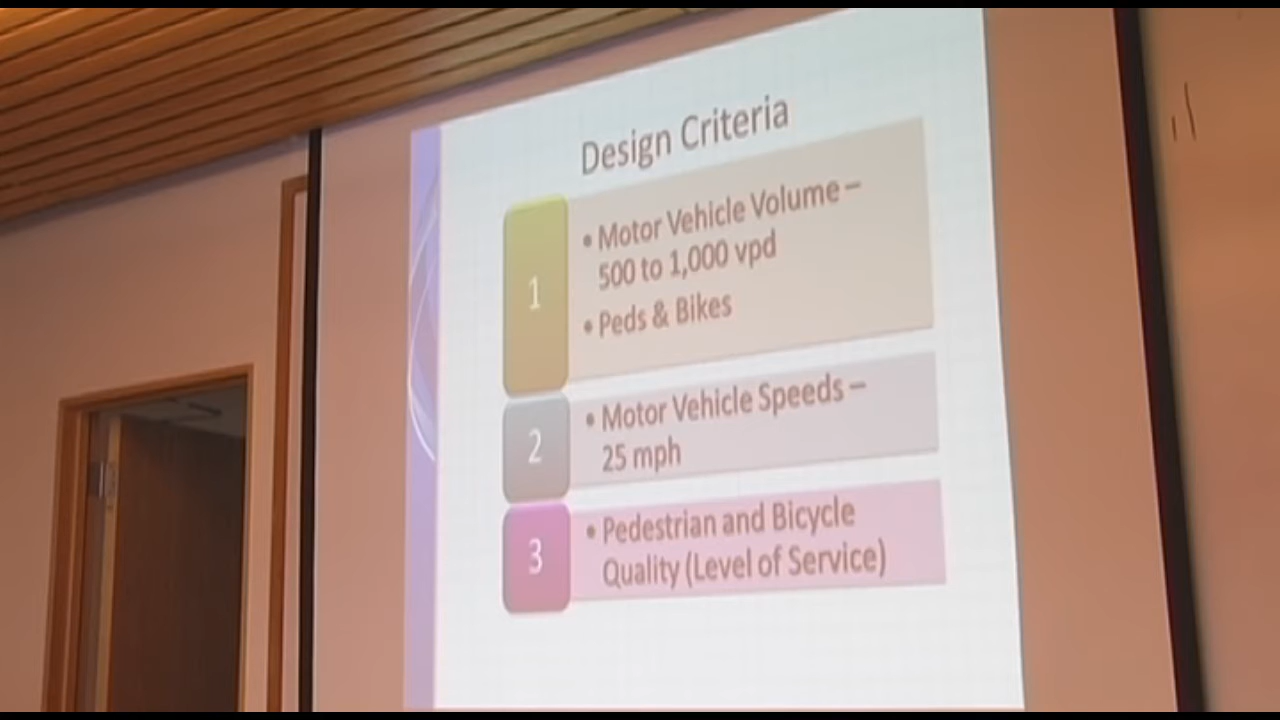 Design Criteria
1
• Motor Vehicle Volume –
500 to 1,000 vpd
• Peds & Bikes
2
• Motor Vehicle Speeds –
25 mph
3
• Pedestrian and Bicycle
Quality (Level of Service)